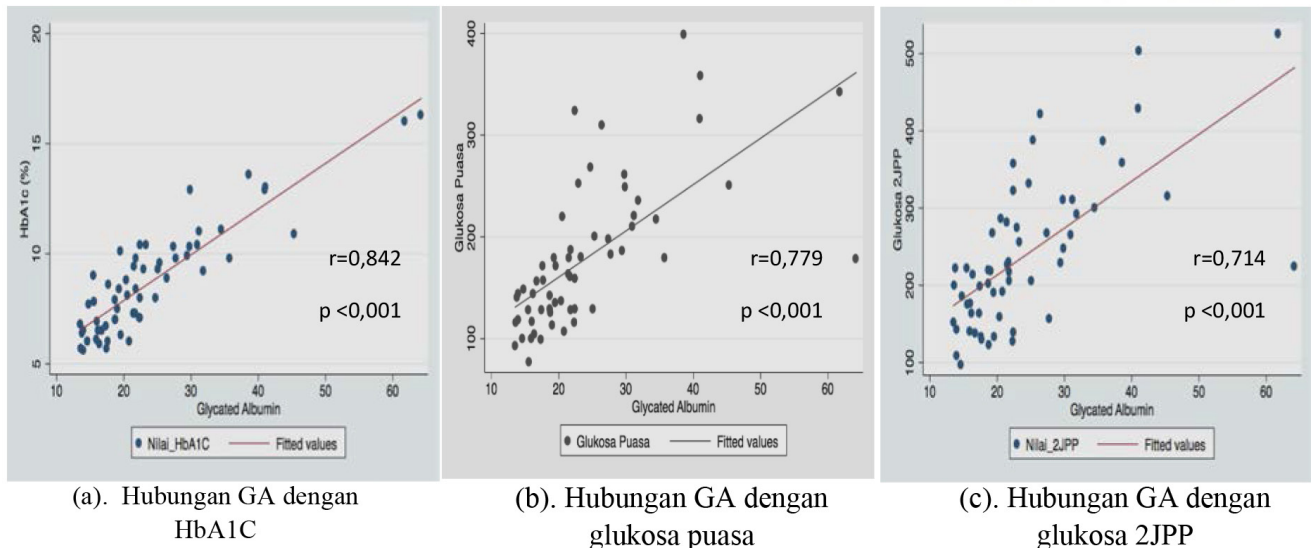 20
15
10
5
HbA1c (%)
r=0,842
p <0,001
10 20 30 40 50 60
Glycated Albumin
Nilai_HbA1C Fitted values
(a). Hubungan GA dengan
HbA1C
400
300
200
100
Glukosa Puasa
r=0,779
p <0,001
10 20 30 40 50 60
Glycated Albumin
Glukosa Puasa Fitted values
(b). Hubungan GA dengan
glukosa puasa
500
400
300
200
100
Glukosa 2JPP
r=0,714
p <0,001
10 20 30 40 50 60
Glycated Albumin
Nilai_2JPP Fitted values
(c). Hubungan GA dengan
glukosa 2JPP